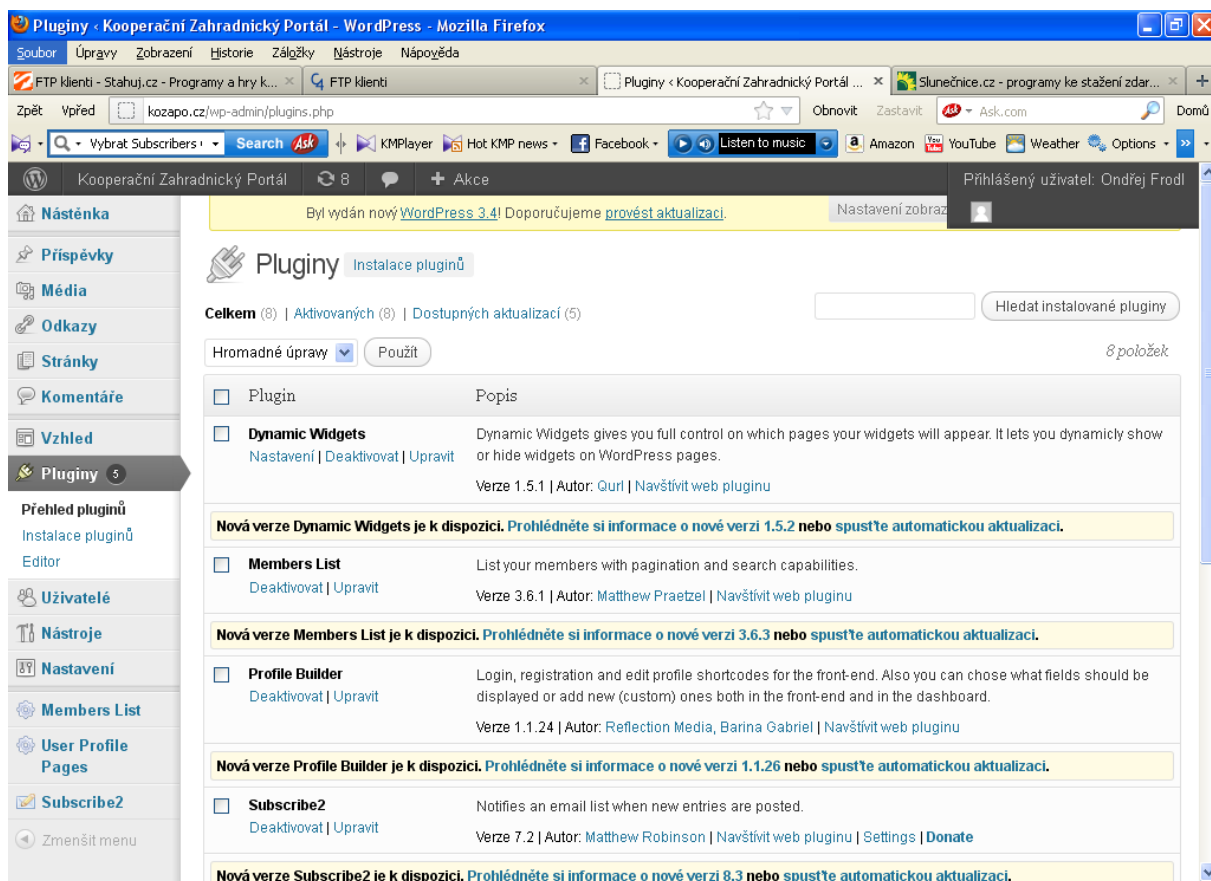 Pluginy ‹ Kooperační Zahradnický Portál - WordPress - Mozilla Firefox
Soubor Úpravy Zobrazení Historie Záložky Nástroje Nápověda
FTP klienti - Stahuj.cz - Programy a hry k... FTP klienti Pluginy ‹ Kooperační Zahradnický Portál ... Slunečnice.cz - programy ke stažení zdar... +
Zpět Vpřed kozapo.cz/wp-admin/plugins.php Obnovit Zastavit Ask Ask.com Domů
Vybrat Subscribers Search Ask KMPlayer Hot KMP news Facebook Listen to music Amazon YouTube Weather Options »
Kooperační Zahradnický Portál 8 + Akce Přihlášený uživatel: Ondřej Frodl
Byl vydán nový WordPress 3.4! Doporučujeme provést aktualizaci. Nastavení zobraz
Nástěnka
Příspěvky
Média
Odkazy
Stránky
Komentáře
Vzhled
Pluginy 5
Přehled pluginů
Instalace pluginů
Editor
Uživatelé
Nástroje
Nastavení
Members List
User Profile
Pages
Subscribe2
Zmenšit menu
Pluginy Instalace pluginů
Celkem (8) | Aktivovaných (8) | Dostupných aktualizací (5) Hledat instalované pluginy
Hromadné úpravy Použít 8 položek
Plugin Popis
Dynamic Widgets Dynamic Widgets gives you full control on which pages your widgets will appear. It lets you dynamicly show
Nastavení | Deaktivovat | Upravit or hide widgets on WordPress pages.
Verze 1.5.1 | Autor: Qurl | Navštívit web pluginu
Nová verze Dynamic Widgets je k dispozici. Prohlédněte si informace o nové verzi 1.5.2 nebo spusťte automatickou aktualizaci.
Members List List your members with pagination and search capabilities.
Deaktivovat | Upravit Verze 3.6.1 | Autor: Matthew Praetzel | Navštívit web pluginu
Nová verze Members List je k dispozici. Prohlédněte si informace o nové verzi 3.6.3 nebo spusťte automatickou aktualizaci.
Profile Builder Login, registration and edit profile shortcodes for the front-end. Also you can chose what fields should be
Deaktivovat | Upravit displayed or add new (custom) ones both in the front-end and in the dashboard.
Verze 1.1.24 | Autor: Reflection Media, Barina Gabriel | Navštívit web pluginu
Nová verze Profile Builder je k dispozici. Prohlédněte si informace o nové verzi 1.1.26 nebo spusťte automatickou aktualizaci.
Subscribe2 Notifies an email list when new entries are posted.
Deaktivovat | Upravit Verze 7.2 | Autor: Matthew Robinson | Navštívit web pluginu | Settings | Donate
Nová verze Subscribe2 je k dispozici. Prohlédněte si informace o nové verzi 8.3 nebo spusťte automatickou aktualizaci.